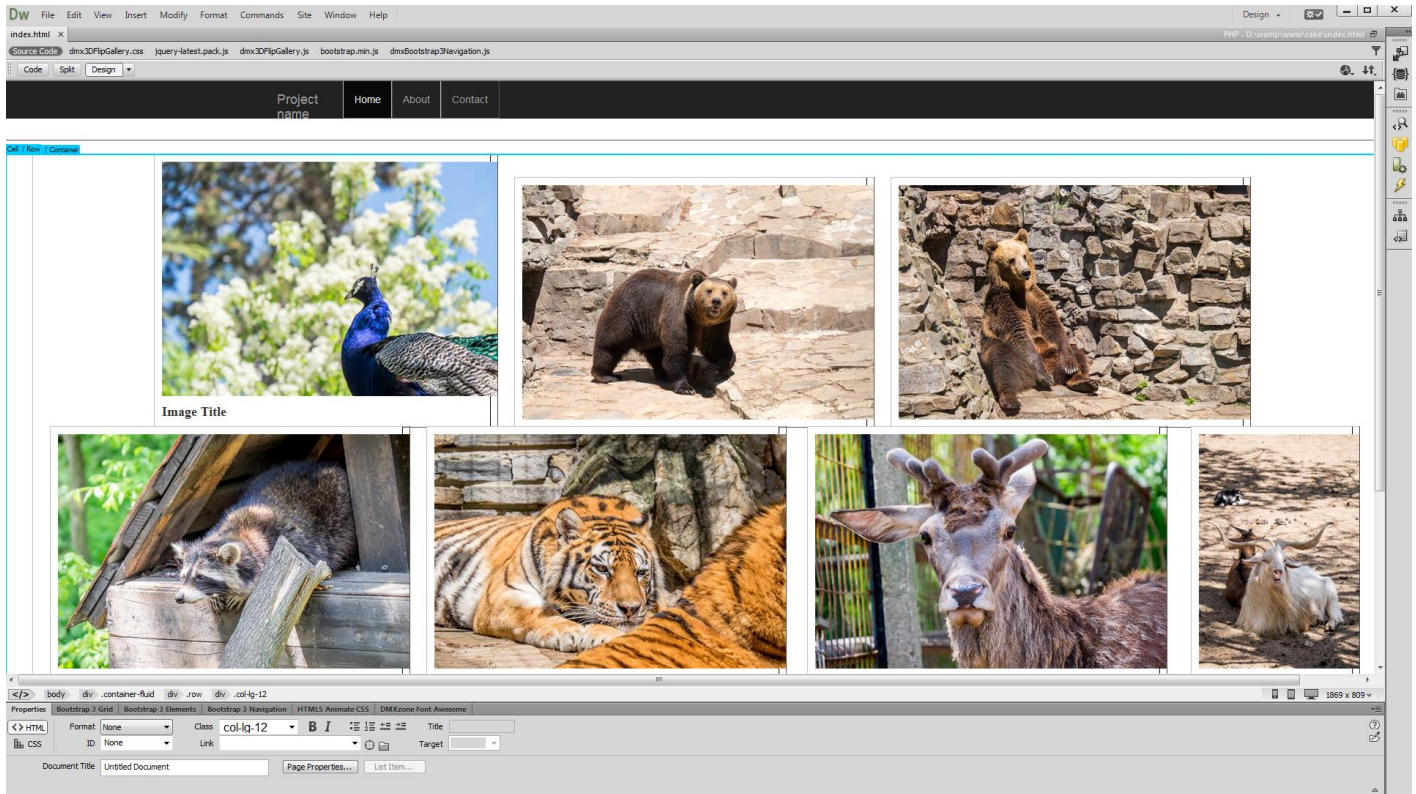 Dw File Edit View Insert Modify Format Commands Site Window Help Design
index.html × PHP - D:\wamp\www\cake\index.html
Source Code dmx3DFlipGallery.css jquery-latest.pack.js dmx3DFlipGallery.js bootstrap.min.js dmxBootstrap3Navigation.js
Code Split Design
Project name Home About Contact
Cell / Row / Container
Image Title
</> body div .container-fluid div .row div .col-lg-12 1869 x 809
Properties Bootstrap 3 Grid Bootstrap 3 Elements Bootstrap 3 Navigation HTML5 Animate CSS DMXzone Font Awesome
<> HTML Format None Class col-lg-12 B I Title
CSS ID None Link Target
Document Title Untitled Document Page Properties... List Item...